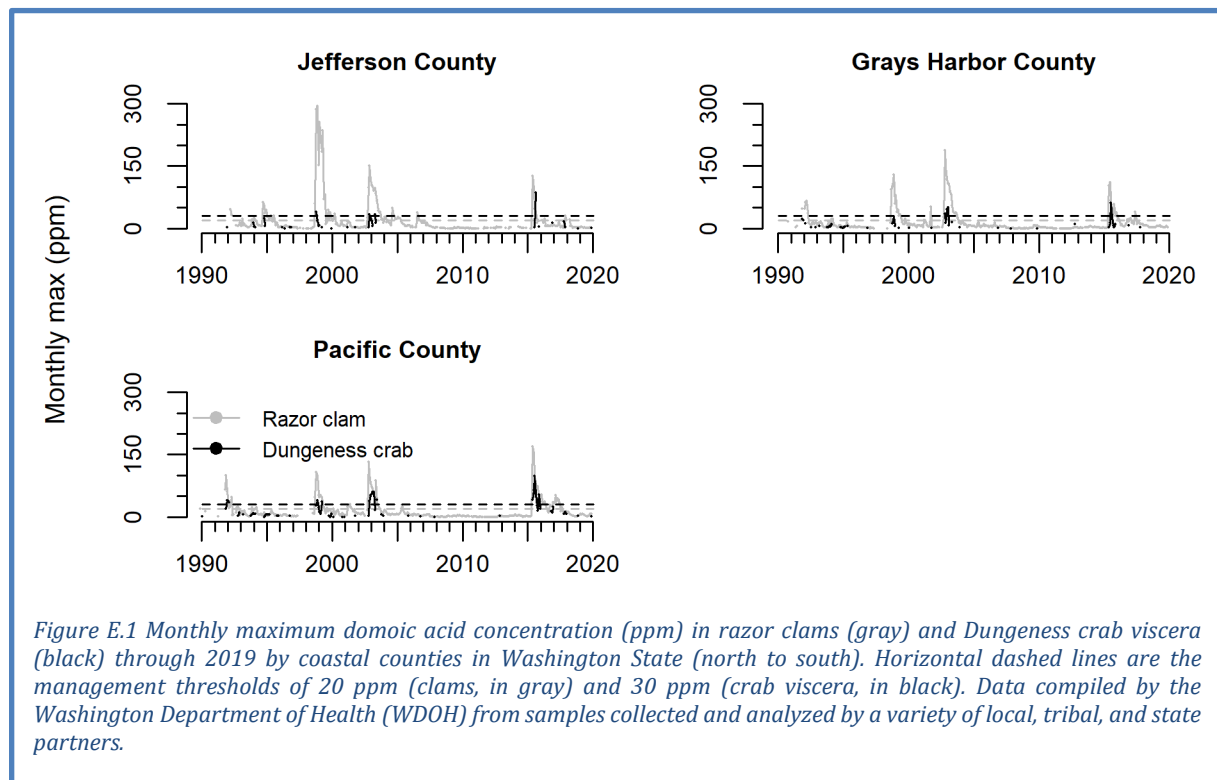 Jefferson County
Grays Harbor County
Monthly max (ppm)
300
150
0
1990 2000 2010 2020
300
150
0
1990 2000 2010 2020
Pacific County
300
150
0
Razor clam
Dungeness crab
1990 2000 2010 2020
Figure E.1 Monthly maximum domoic acid concentration (ppm) in razor clams (gray) and Dungeness crab viscera
(black) through 2019 by coastal counties in Washington State (north to south). Horizontal dashed lines are the
management thresholds of 20 ppm (clams, in gray) and 30 ppm (crab viscera, in black). Data compiled by the
Washington Department of Health (WDOH) from samples collected and analyzed by a variety of local, tribal, and state
partners.